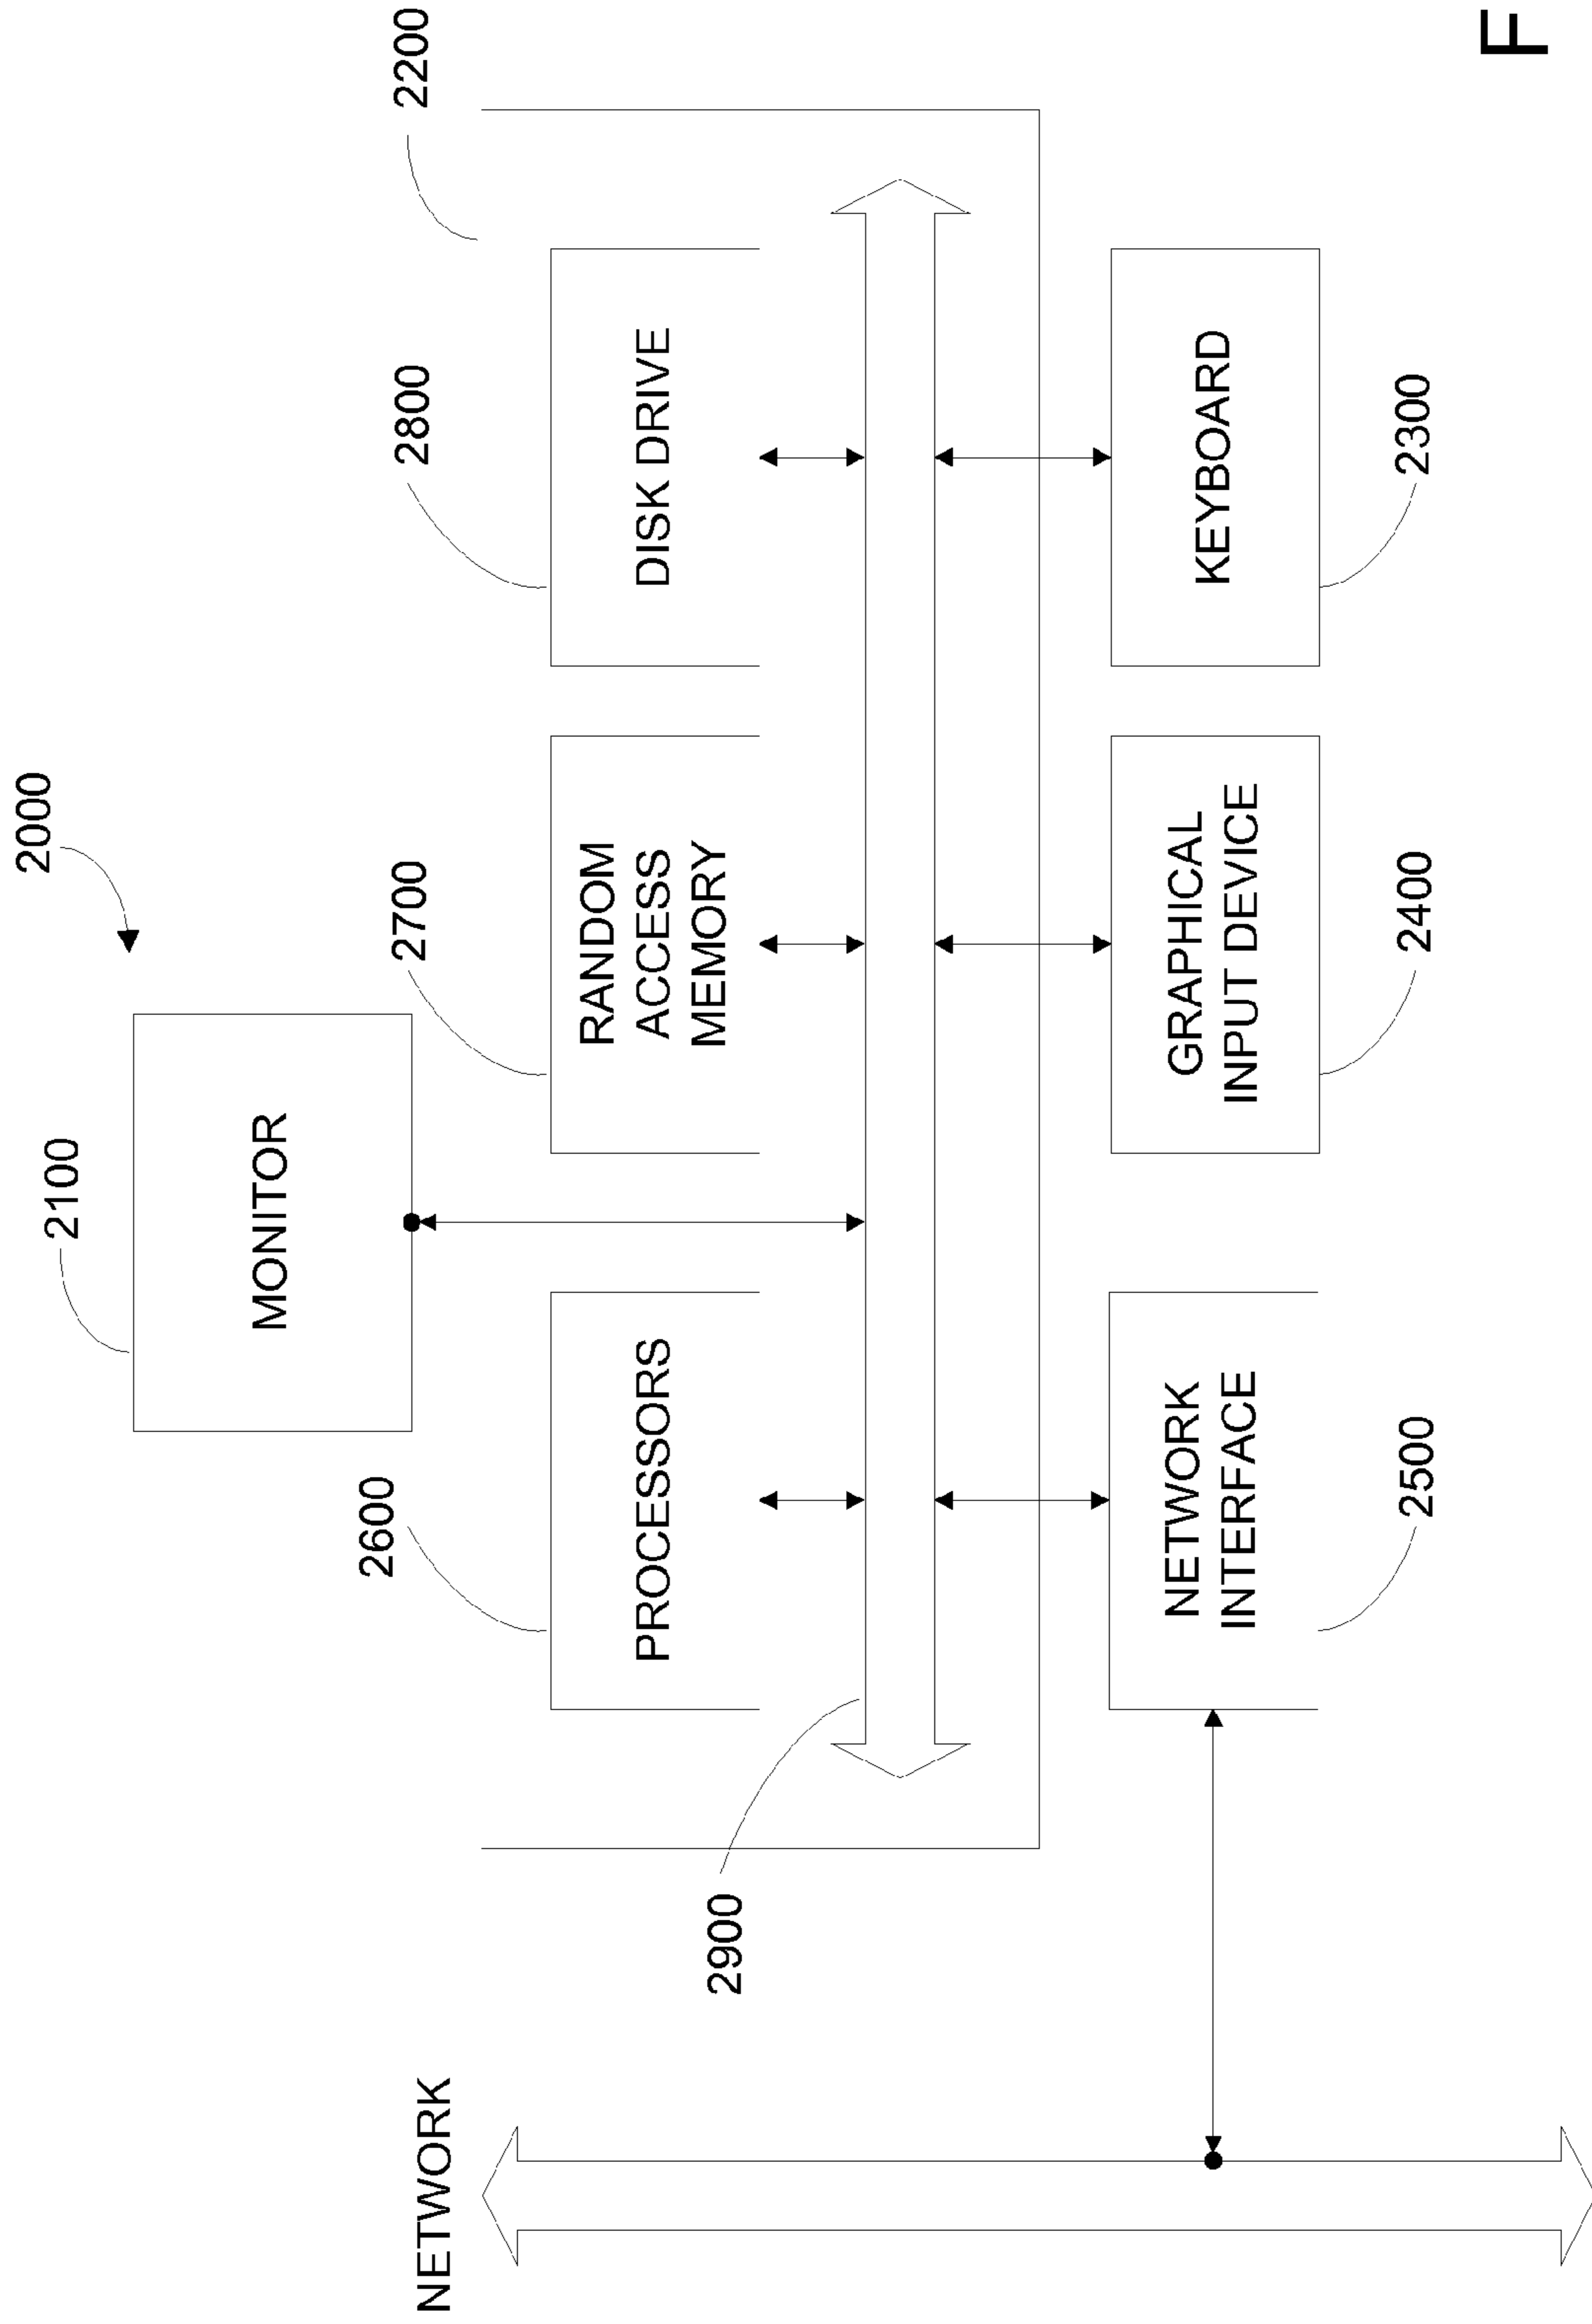 2000
2100
MONITOR
2200
2600
2700
2800
PROCESSORS
RANDOM
ACCESS
MEMORY
DISK DRIVE
NETWORK
2900
NETWORK
INTERFACE
GRAPHICAL
INPUT DEVICE
KEYBOARD
2500
2400
2300
F